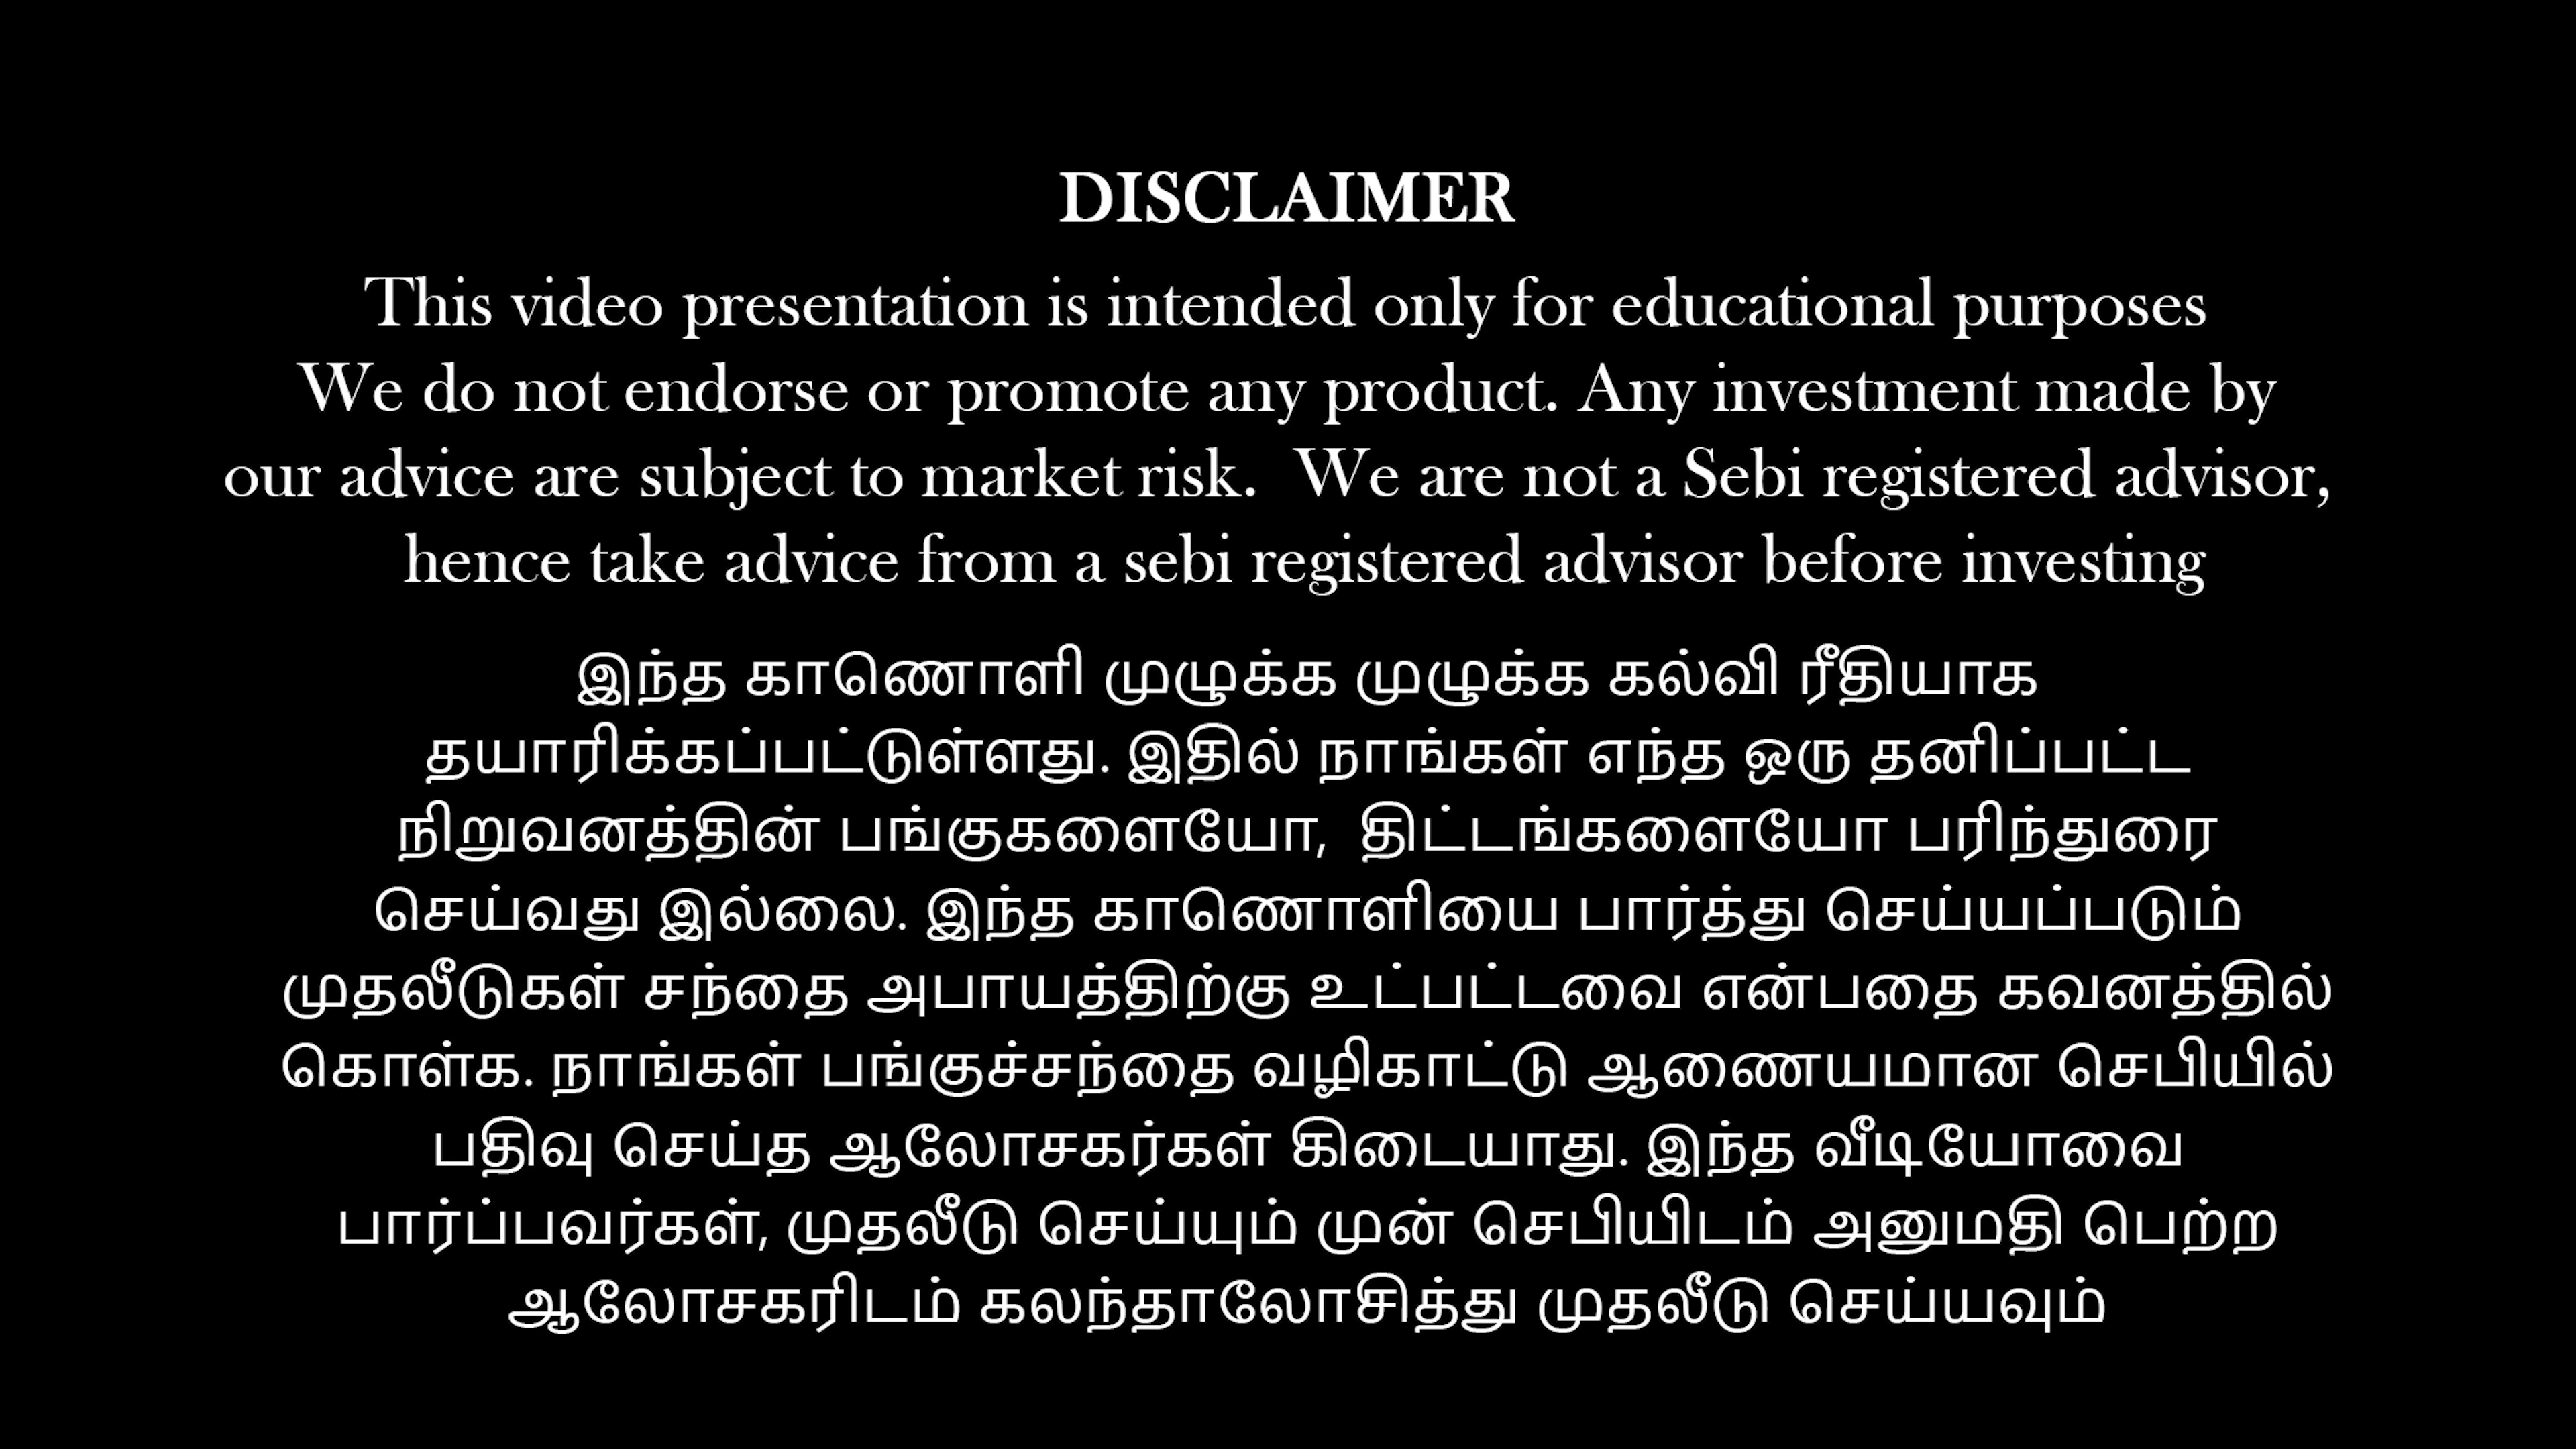 DISCLAIMER
This video presentation is intended only for educational purposes
We do not endorse or promote any product. Any investment made by
our advice are subject to market risk.  We are not a Sebi registered advisor,
hence take advice from a sebi registered advisor before investing
இந்த காணொளி முழுக்க முழுக்க கல்வி ரீதியாக
தயாரிக்கப்பட்டுள்ளது. இதில் நாங்கள் எந்த ஒரு தனிப்பட்ட
நிறுவனத்தின் பங்குகளையோ,  திட்டங்களையோ பரிந்துரை
செய்வது இல்லை. இந்த காணொளியை பார்த்து செய்யப்படும்
முதலீடுகள் சந்தை அபாயத்திற்கு உட்பட்டவை என்பதை கவனத்தில்
கொள்க. நாங்கள் பங்குச்சந்தை வழிகாட்டு ஆணையமான செபியில்
பதிவு செய்த ஆலோசகர்கள் கிடையாது. இந்த வீடியோவை
பார்ப்பவர்கள், முதலீடு செய்யும் முன் செபியிடம் அனுமதி பெற்ற
ஆலோசகரிடம் கலந்தாலோசித்து முதலீடு செய்யவும்